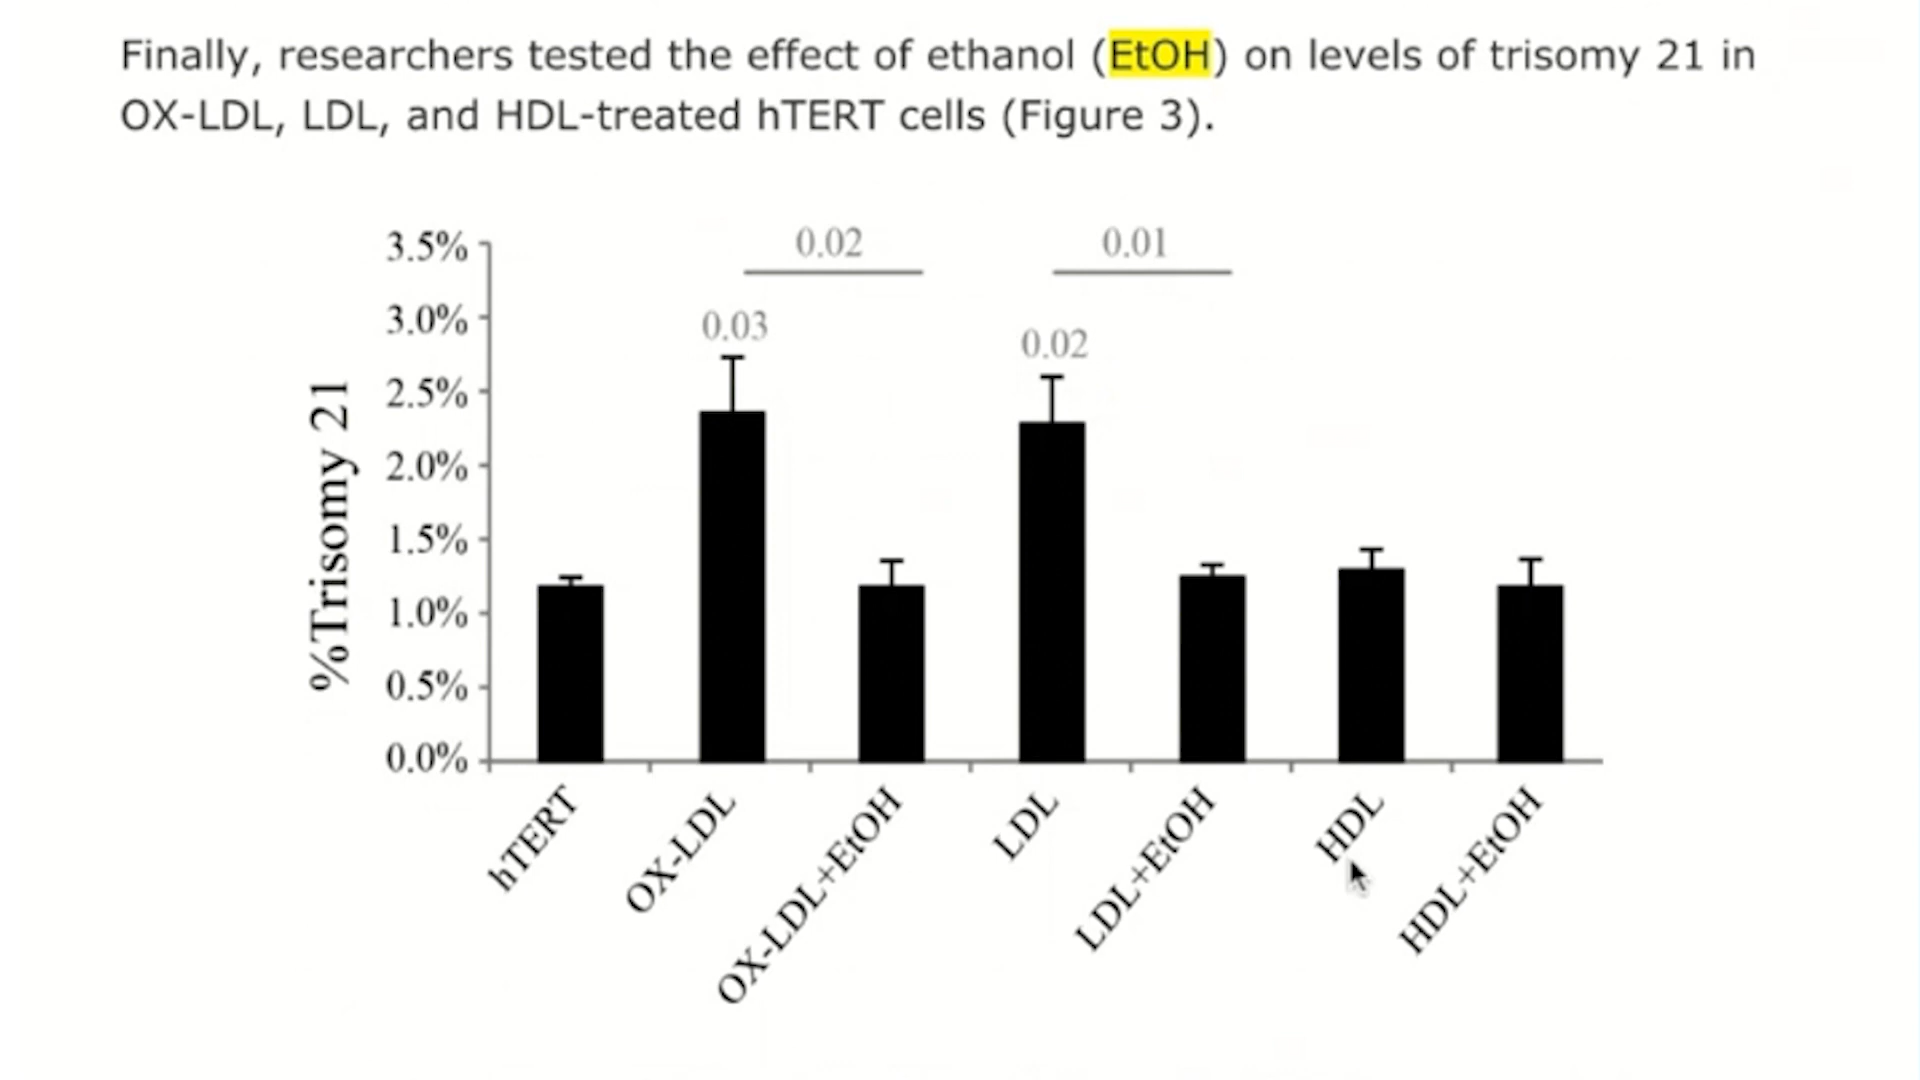 Finally, researchers tested the effect of ethanol (EtOH) on levels of trisomy 21 in
OX-LDL, LDL, and HDL-treated hTERT cells (Figure 3).
0.02
0.01
0.03
0.02
%Trisomy 21
3.5%
3.0%
2.5%
2.0%
1.5%
1.0%
0.5%
0.0%
hTERT
OX-LDL
OX-LDL+EtOH
LDL
LDL+EtOH
HDL
HDL+EtOH